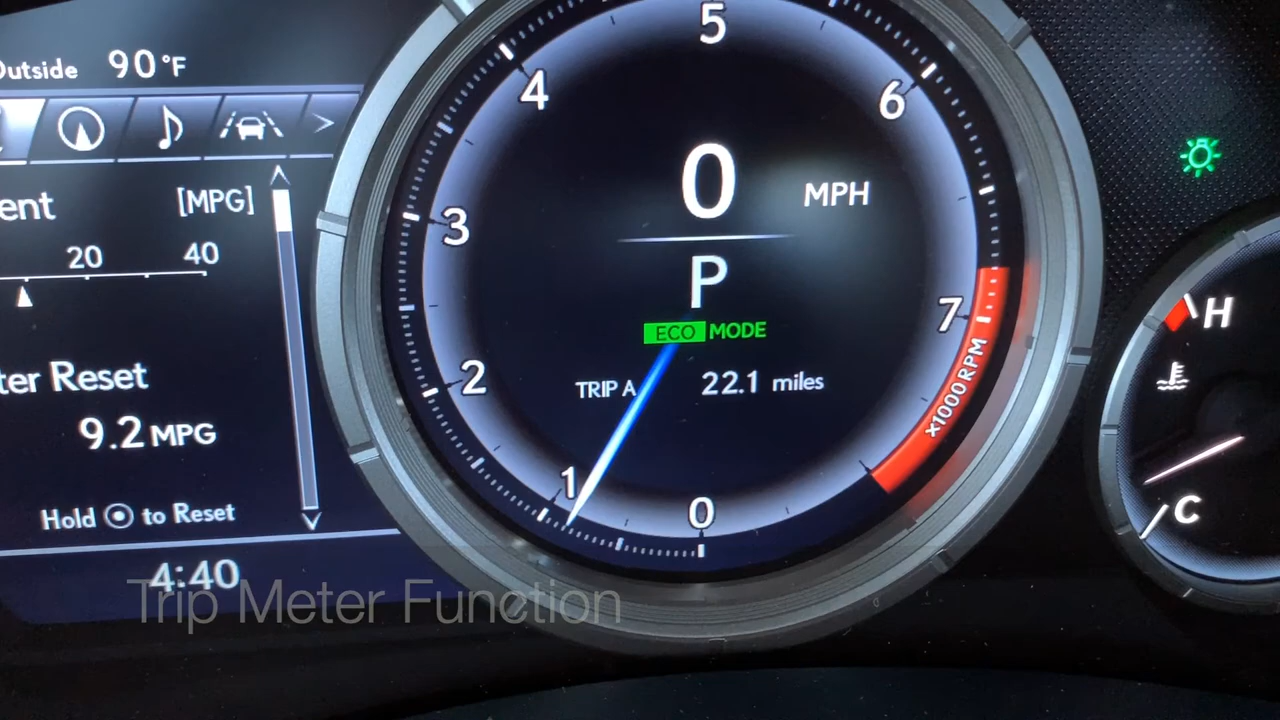 Outside 90°F
ent [MPG]
20 40
ter Reset
9.2 MPG
Hold to Reset
4:40
5
4 6
3
2 7
1 0
0 MPH
P
ECO MODE
TRIP A 22.1 miles
x1000RPM
H
C
Trip Meter Function